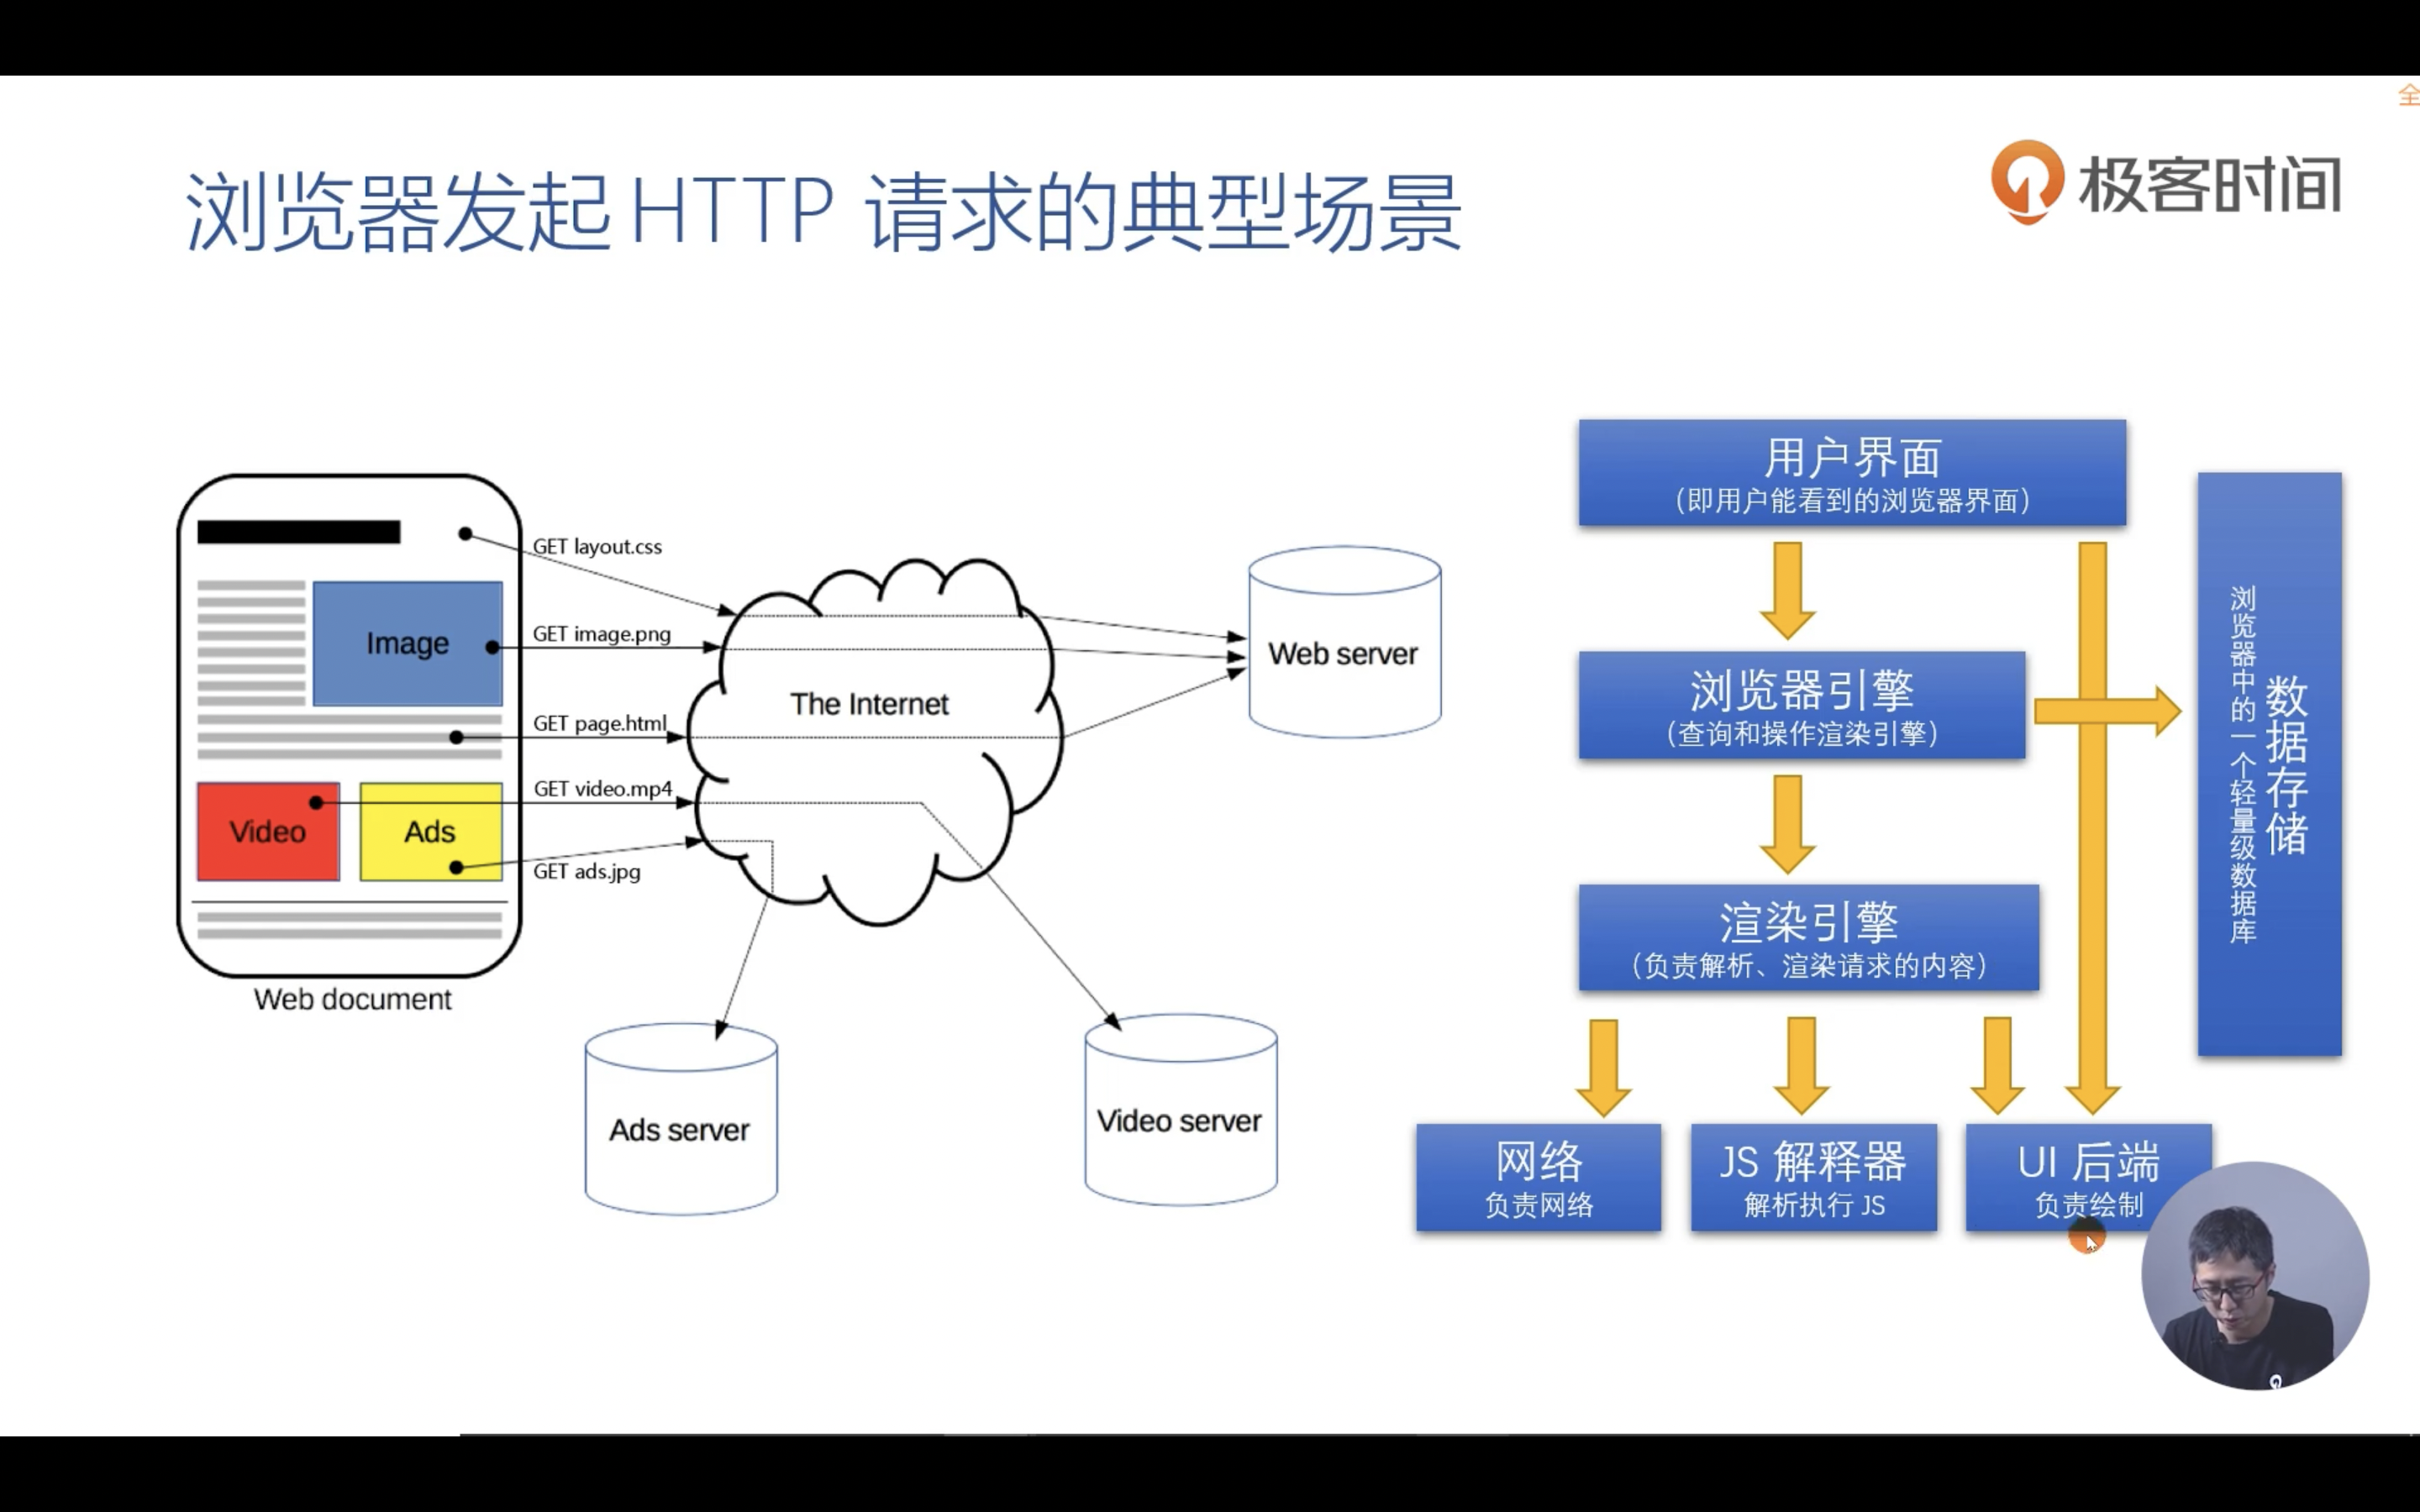 全
浏览器发起 HTTP 请求的典型场景
极客时间
GET layout.css
Image
GET image.png
The Internet
Web server
GET page.html
GET video.mp4
Video
Ads
GET ads.jpg
Web document
Ads server
Video server
用户界面
（即用户能看到的浏览器界面）
浏览器引擎
（查询和操作渲染引擎）
渲染引擎
（负责解析、渲染请求的内容）
网络
负责网络
JS 解释器
解析执行 JS
UI 后端
负责绘制
数据存储
浏览器中的一个轻量级数据库